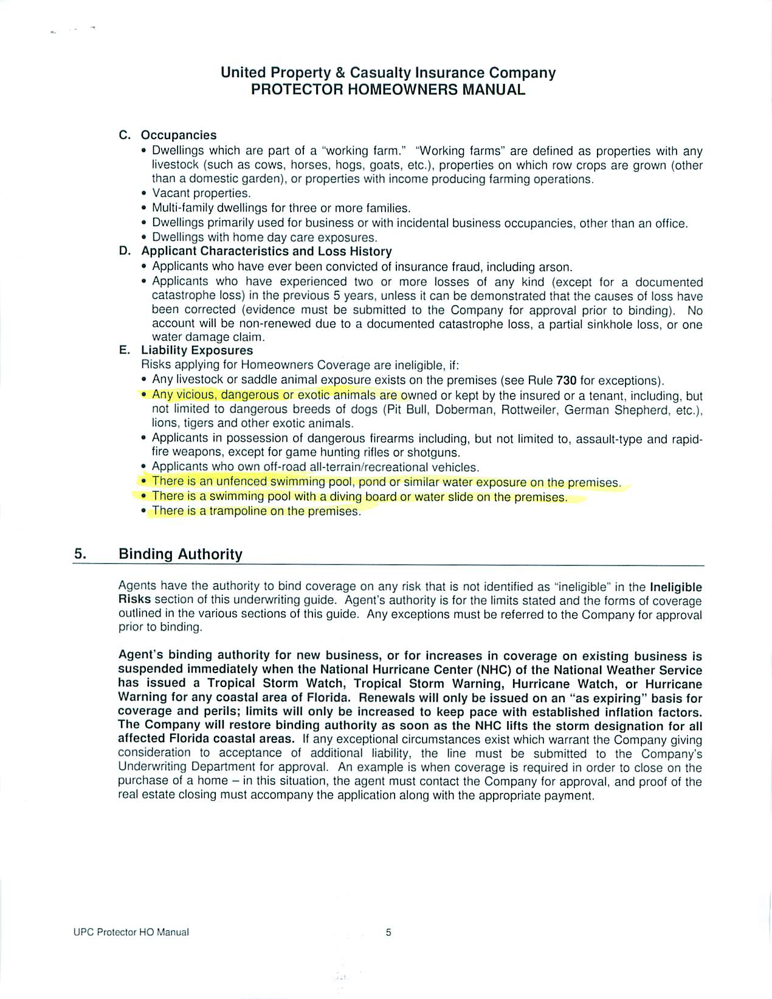 United Property & Casualty Insurance Company
PROTECTOR HOMEOWNERS MANUAL
C. Occupancies
• Dwellings which are part of a “working farm.” “Working farms” are defined as properties with any
livestock (such as cows, horses, hogs, goats, etc.), properties on which row crops are grown (other
than a domestic garden), or properties with income producing farming operations.
• Vacant properties.
• Multi-family dwellings for three or more families.
• Dwellings primarily used for business or with incidental business occupancies, other than an office.
• Dwellings with home day care exposures.
D. Applicant Characteristics and Loss History
• Applicants who have ever been convicted of insurance fraud, including arson.
• Applicants who have experienced two or more losses of any kind (except for a documented
catastrophe loss) in the previous 5 years, unless it can be demonstrated that the causes of loss have
been corrected (evidence must be submitted to the Company for approval prior to binding). No
account will be non-renewed due to a documented catastrophe loss, a partial sinkhole loss, or one
water damage claim.
E. Liability Exposures
Risks applying for Homeowners Coverage are ineligible, if:
• Any livestock or saddle animal exposure exists on the premises (see Rule 730 for exceptions).
• Any vicious, dangerous or exotic animals are owned or kept by the insured or a tenant, including, but
not limited to dangerous breeds of dogs (Pit Bull, Doberman, Rottweiler, German Shepherd, etc.),
lions, tigers and other exotic animals.
• Applicants in possession of dangerous firearms including, but not limited to, assault-type and rapid-
fire weapons, except for game hunting rifles or shotguns.
• Applicants who own off-road all-terrain/recreational vehicles.
• There is an unfenced swimming pool, pond or similar water exposure on the premises.
• There is a swimming pool with a diving board or water slide on the premises.
• There is a trampoline on the premises.
5. Binding Authority
Agents have the authority to bind coverage on any risk that is not identified as “ineligible” in the Ineligible
Risks section of this underwriting guide. Agent's authority is for the limits stated and the forms of coverage
outlined in the various sections of this guide. Any exceptions must be referred to the Company for approval
prior to binding.
Agent's binding authority for new business, or for increases in coverage on existing business is
suspended immediately when the National Hurricane Center (NHC) of the National Weather Service
has issued a Tropical Storm Watch, Tropical Storm Warning, Hurricane Watch, or Hurricane
Warning for any coastal area of Florida. Renewals will only be issued on an “as expiring” basis for
coverage and perils; limits will only be increased to keep pace with established inflation factors.
The Company will restore binding authority as soon as the NHC lifts the storm designation for all
affected Florida coastal areas. If any exceptional circumstances exist which warrant the Company giving
consideration to acceptance of additional liability, the line must be submitted to the Company's
Underwriting Department for approval. An example is when coverage is required in order to close on the
purchase of a home – in this situation, the agent must contact the Company for approval, and proof of the
real estate closing must accompany the application along with the appropriate payment.
UPC Protector HO Manual
5